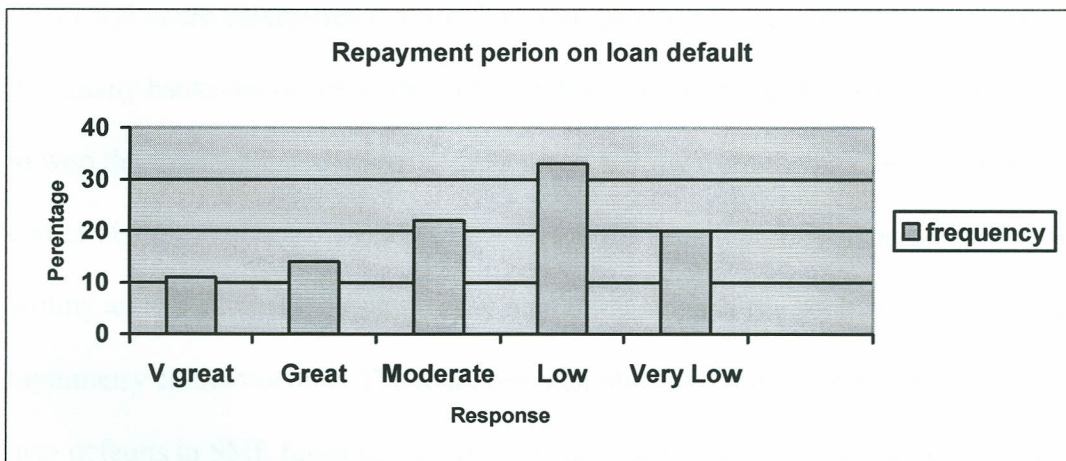 Repayment perion on loan default
Perentage
40
30
20
10
0
V great Great Moderate Low Very Low
Response
frequency